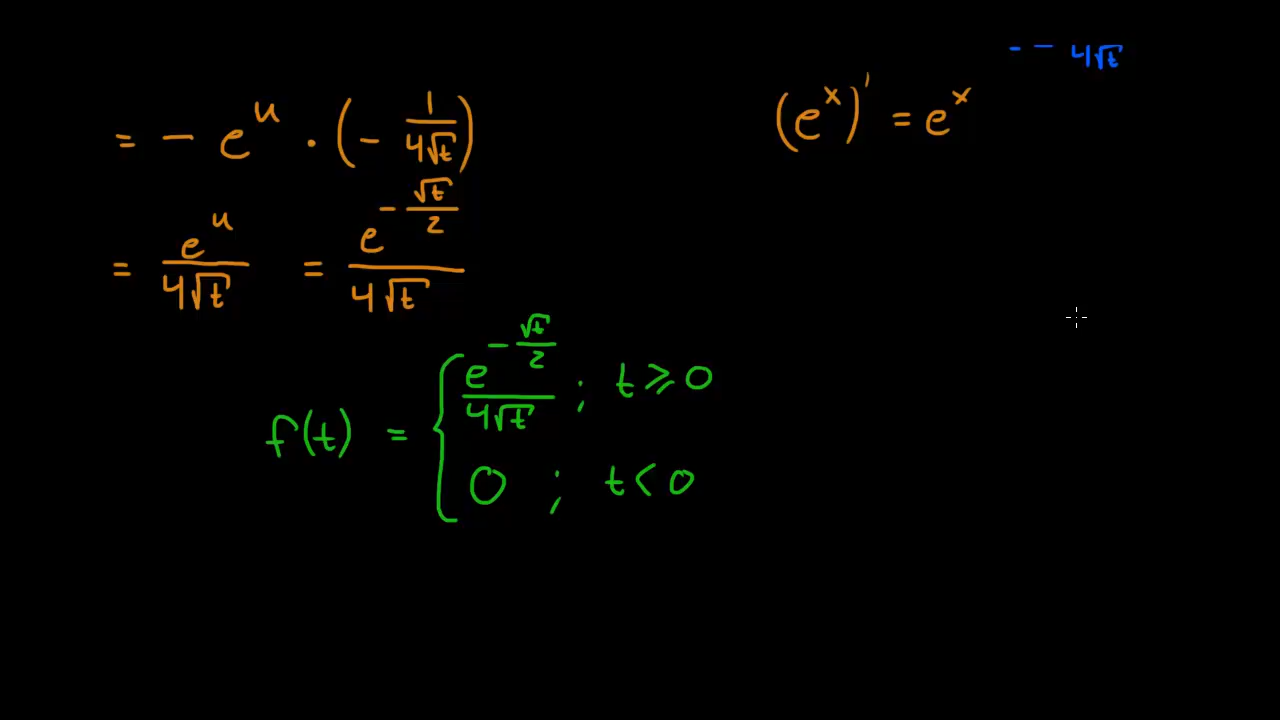 - - 4√t
= - e^u · (- 1/(4√t))
(e^x)' = e^x
= e^u/(4√t) = e^(-√t/2)/(4√t)
f(t) = { e^(-√t/2)/(4√t) ; t ⩾ 0
0 ; t < 0